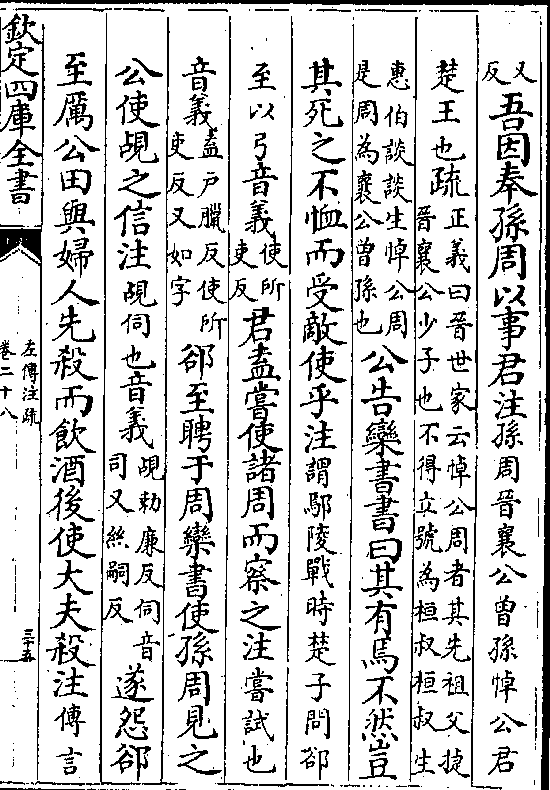 又
反
吾因奉孫周以事君注孫周晉襄公曾孫悼公君
楚王也疏
正義曰晉世家云悼公周者其先祖父捷
晉襄公少子也不得立號為桓叔桓叔生
惠伯談談生悼公周
是周為襄公曾孫也
公告欒書書曰其有焉不然豈
其死之不恤而受敵使乎注謂鄢陵戰時楚子問郤
至以弓音義
使所
吏反
君盍嘗使諸周而察之注嘗試也
音義
盍戶臘反使所
吏反又如字
郤至聘于周欒書使孫周見之
公使覘之信注覘伺也音義
覘勅廉反伺音
司又絲嗣反
遂怨郤
至厲公田與婦人先殺而飲酒後使大夫殺注傳言
欽定四庫全書
左傳注疏
卷二十八
三十五